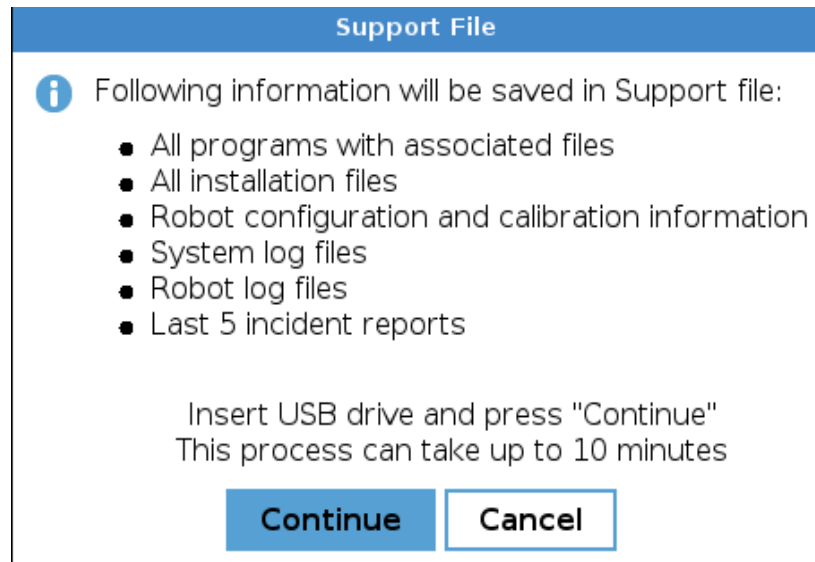 Support File
Following information will be saved in Support file:
All programs with associated files
All installation files
Robot configuration and calibration information
System log files
Robot log files
Last 5 incident reports
Insert USB drive and press "Continue"
This process can take up to 10 minutes
Continue Cancel